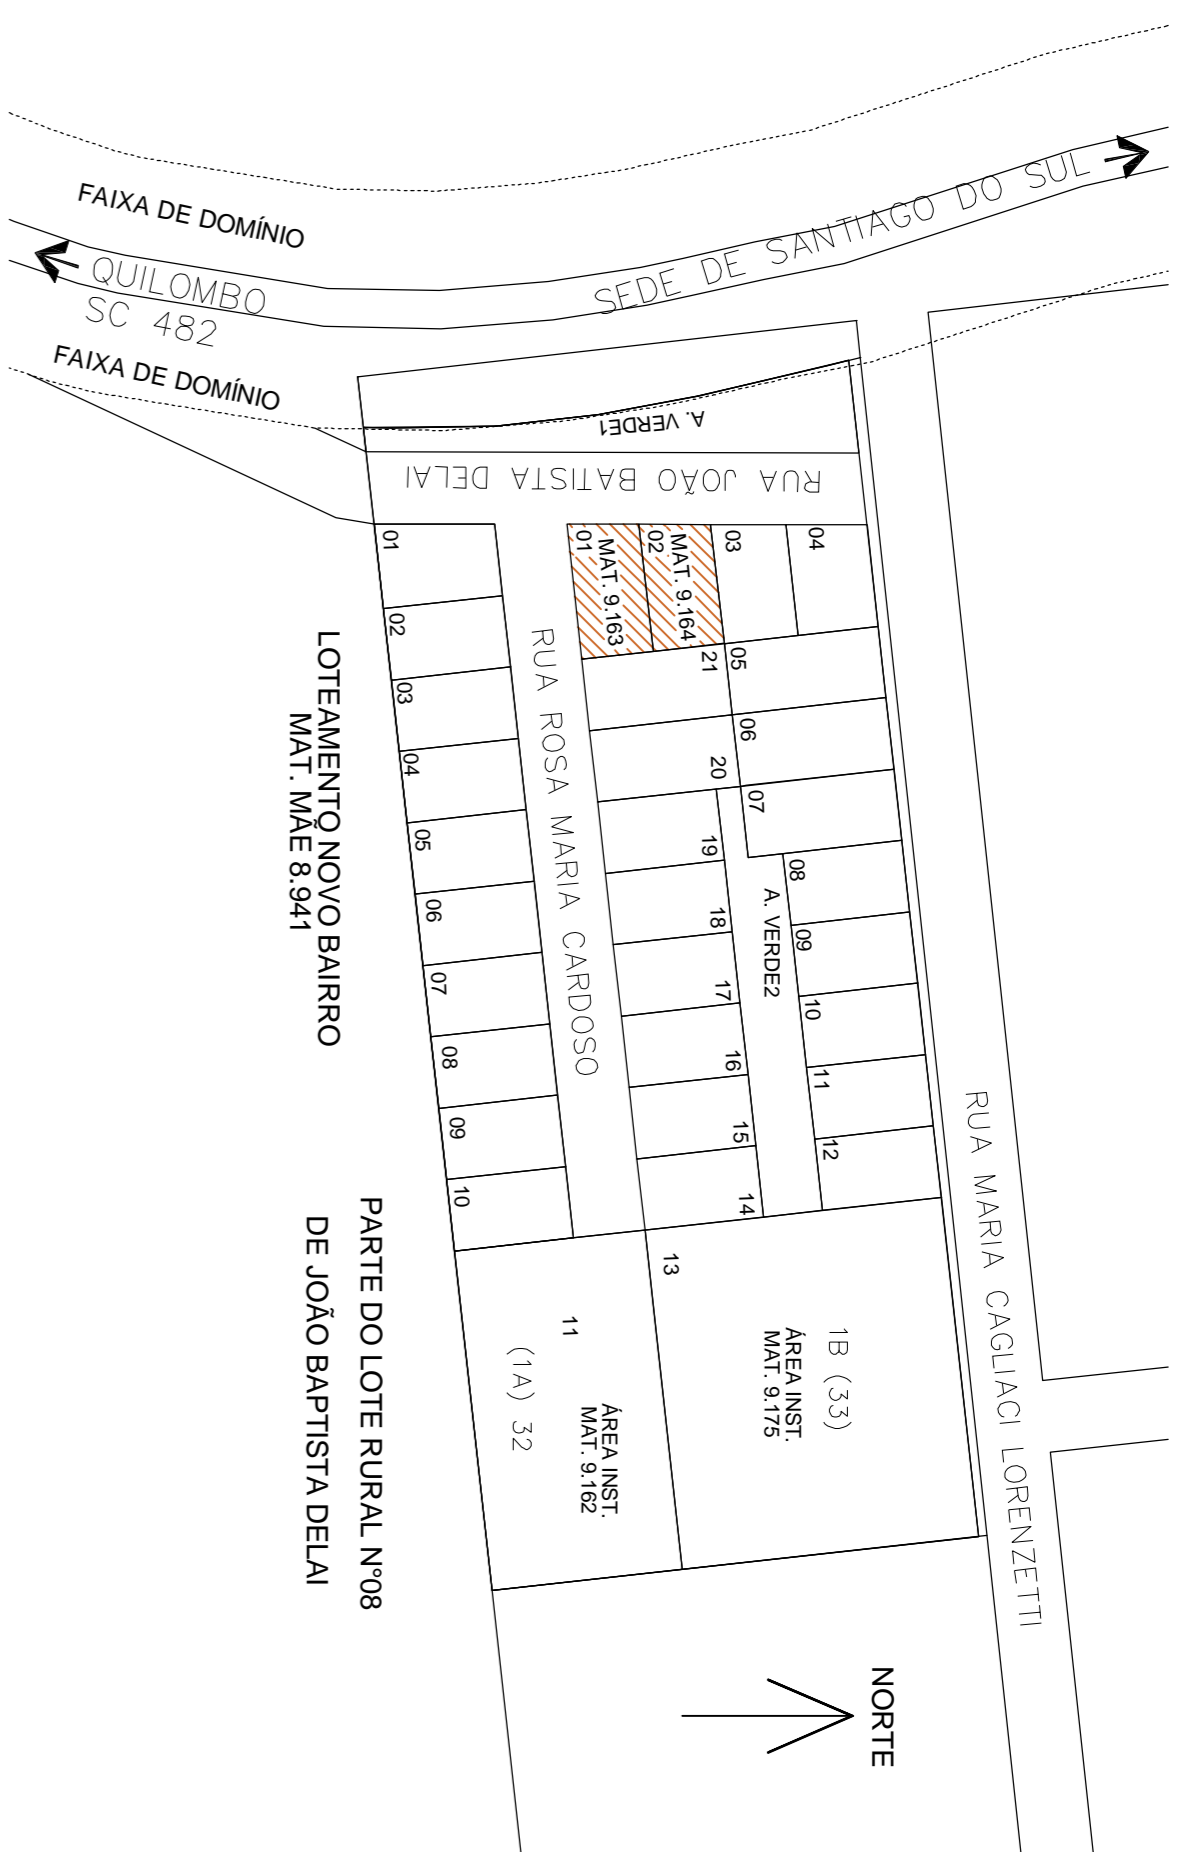 FAIXA DE DOMÍNIO
QUILOMBO
SC 482
FAIXA DE DOMÍNIO
SEDE DE SANTIAGO DO SUL
A. VERDE1
RUA JOÃO BATISTA DELAI
01
MAT. 9.163
02
MAT. 9.164
03
04
05
06
07
08
09
10
11
12
A. VERDE2
21
20
19
18
17
16
15
14
RUA ROSA MARIA CARDOSO
01
02
03
04
05
06
07
08
09
10
RUA MARIA CAGLIACI LORENZETTI
13
1B (33)
ÁREA INST.
MAT. 9.175
11
(1A) 32
ÁREA INST.
MAT. 9.162
LOTEAMENTO NOVO BAIRRO
MAT. MÃE 8.941
PARTE DO LOTE RURAL N°08
DE JOÃO BAPTISTA DELAI
NORTE